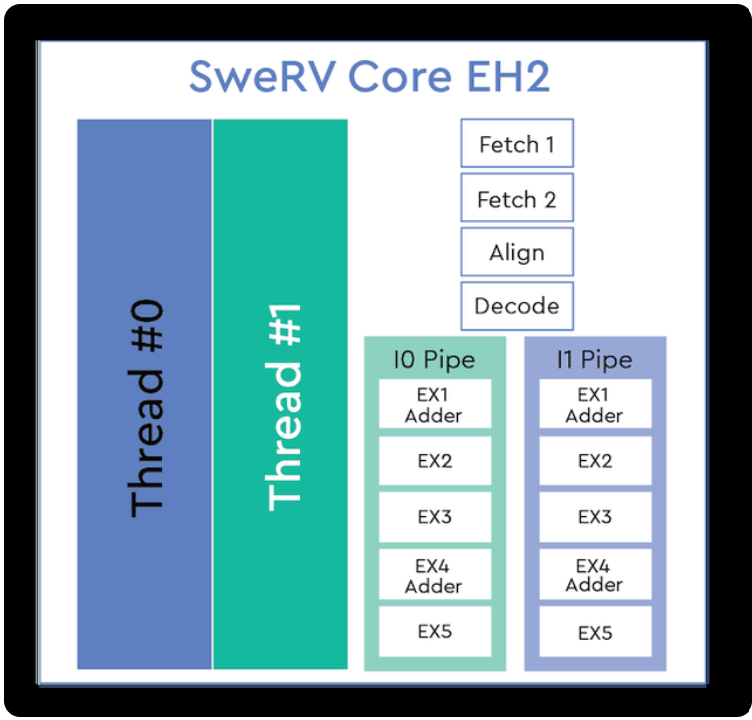 SweRV Core EH2
Thread #0
Thread #1
Fetch 1
Fetch 2
Align
Decode
I0 Pipe
EX1
Adder
EX2
EX3
EX4
Adder
EX5
I1 Pipe
EX1
Adder
EX2
EX3
EX4
Adder
EX5